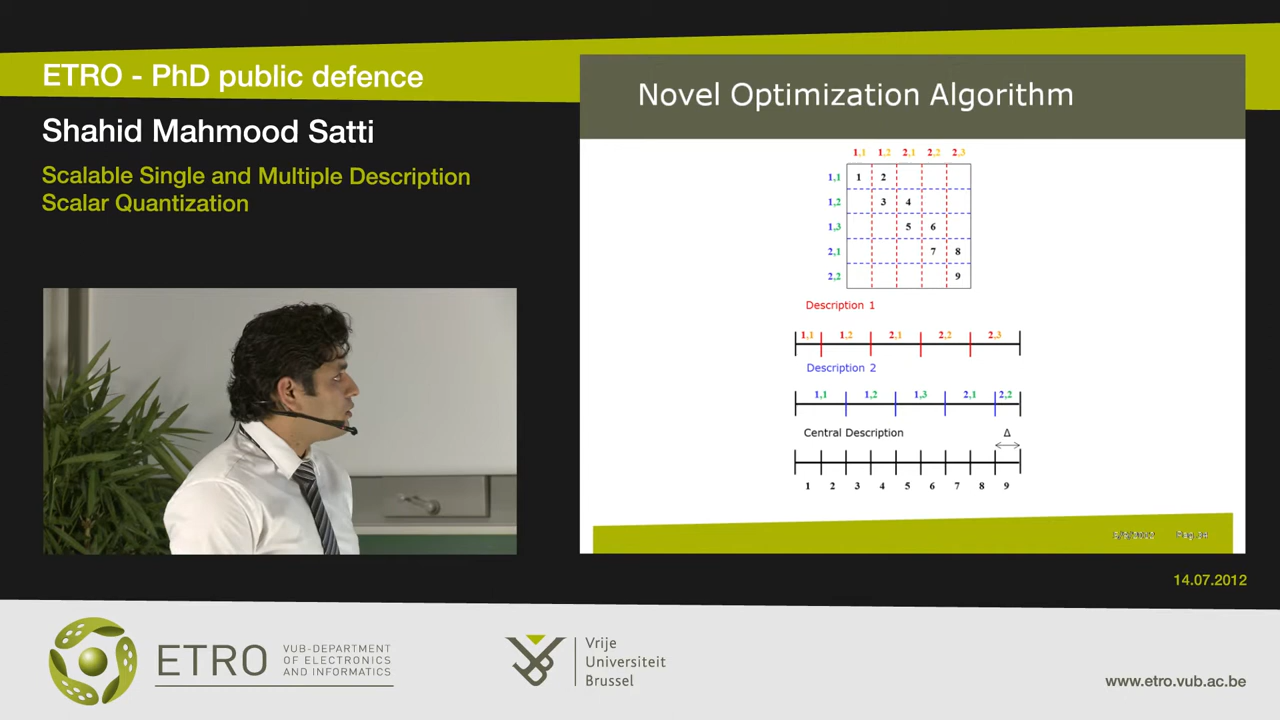 ETRO - PhD public defence
Shahid Mahmood Satti
Scalable Single and Multiple Description
Scalar Quantization
Novel Optimization Algorithm
1,1 1,2 2,1 2,2 2,3
1,1 1 2
1,2 3 4
1,3 5 6
2,1 7 8
2,2 9
Description 1
1,1 1,2 2,1 2,2 2,3
Description 2
1,1 1,2 1,3 2,1 2,2
Central Description Δ
1 2 3 4 5 6 7 8 9
14.07.2012
ETRO
VUB-DEPARTMENT
OF ELECTRONICS
AND INFORMATICS
Vrije
Universiteit
Brussel
www.etro.vub.ac.be